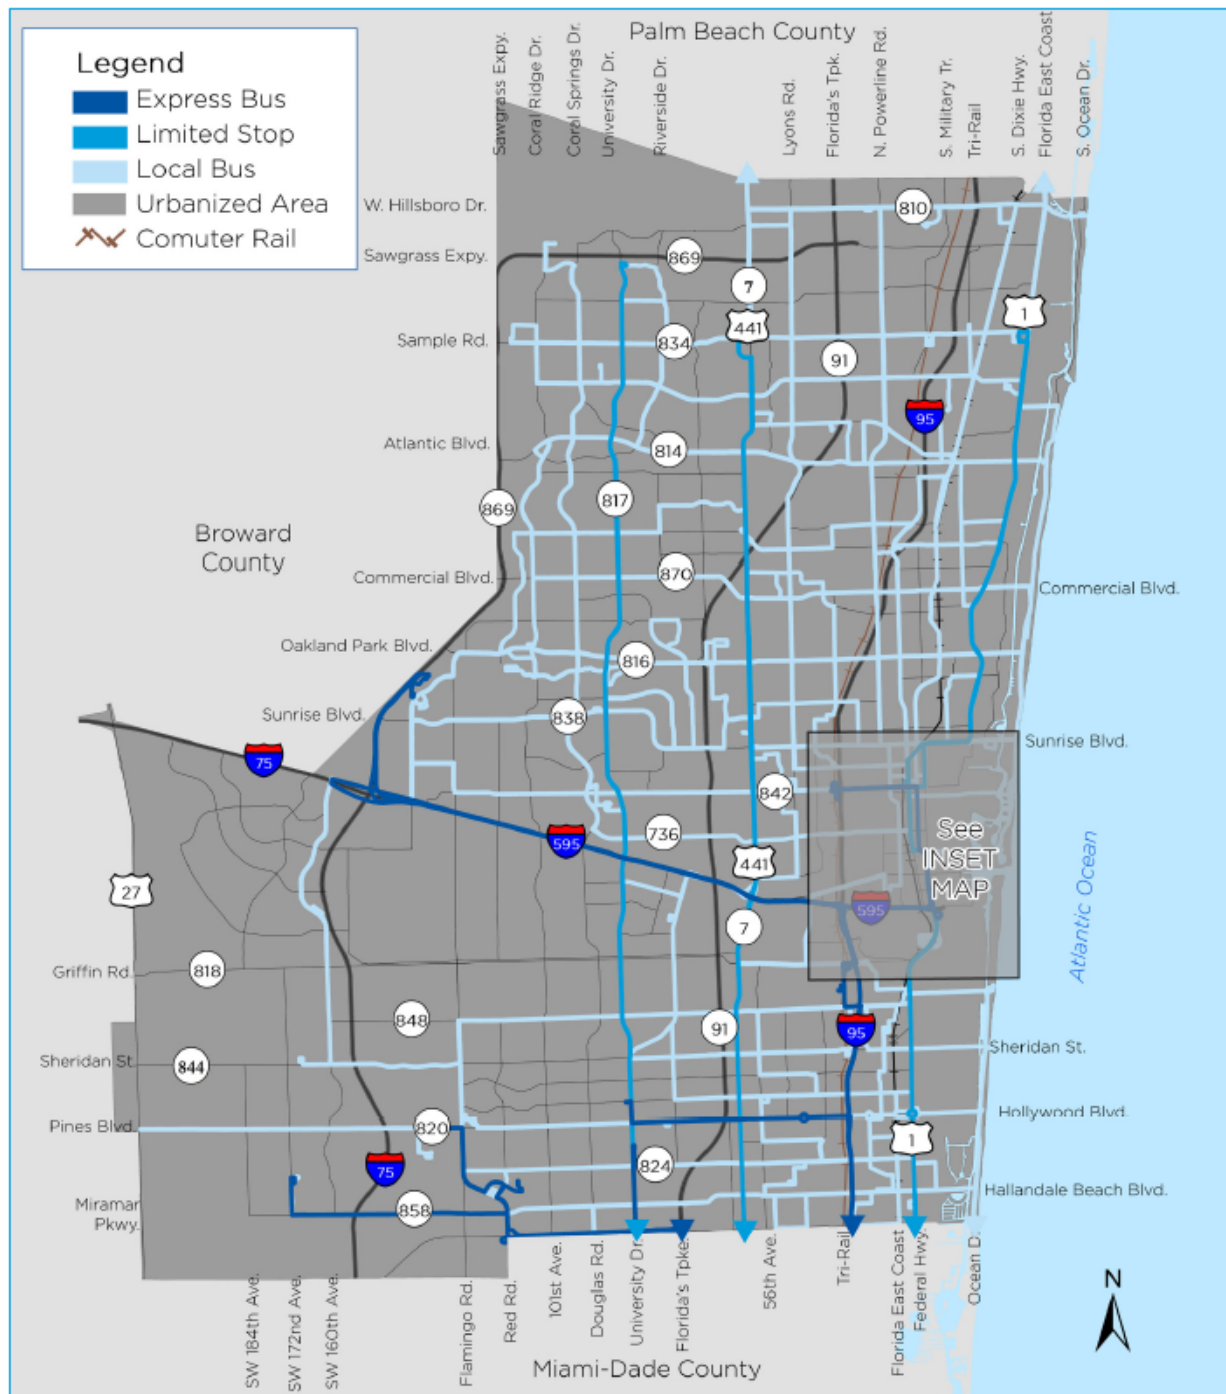 Palm Beach County
Legend
Express Bus
Limited Stop
Local Bus
Urbanized Area
Comuter Rail
Sawgrass Expy.
Coral Ridge Dr.
Coral Springs Dr.
University Dr.
Riverside Dr.
Lyons Rd.
Florida's Tpk.
N. Powerline Rd.
S. Military Tr.
Tri-Rail
S. Dixie Hwy.
Florida East Coast
S. Ocean Dr.
W. Hillsboro Dr.
810
Sawgrass Expy.
869
7
441
1
Sample Rd.
834
91
95
Atlantic Blvd.
814
817
869
Broward
County
Commercial Blvd.
870
Commercial Blvd.
Oakland Park Blvd.
816
Sunrise Blvd.
838
Sunrise Blvd.
75
842
736
595
441
See
INSET
MAP
27
595
7
Atlantic Ocean
Griffin Rd.
818
848
91
95
Sheridan St.
844
Sheridan St.
Pines Blvd.
820
Hollywood Blvd.
1
75
824
Hallandale Beach Blvd.
Miramar
Pkwy.
858
SW 184th Ave.
SW 172nd Ave.
SW 160th Ave.
Flamingo Rd.
Red Rd.
101st Ave.
Douglas Rd.
University Dr.
Florida's Tpke.
56th Ave.
Tri-Rail
Florida East Coast
Federal Hwy.
Ocean D.
N
Miami-Dade County